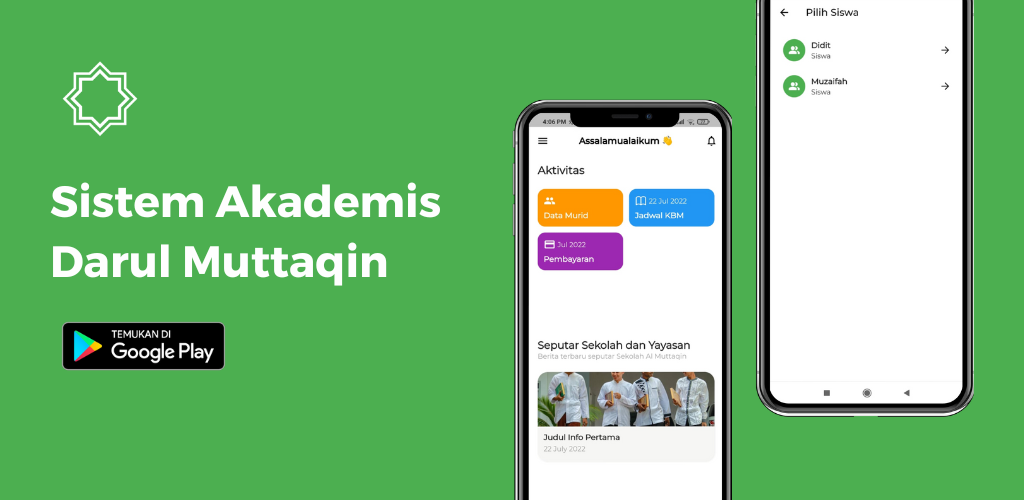 Sistem Akademis
Darul Muttaqin
TEMUKAN DI
Google Play
4:06 PM
Assalamualaikum 👋
Aktivitas
Data Murid
22 Jul 2022
Jadwal KBM
Jul 2022
Pembayaran
Seputar Sekolah dan Yayasan
Berita terbaru seputar Sekolah Al Muttaqin
Judul Info Pertama
22 July 2022
Pilih Siswa
Didit
Siswa
Muzaifah
Siswa